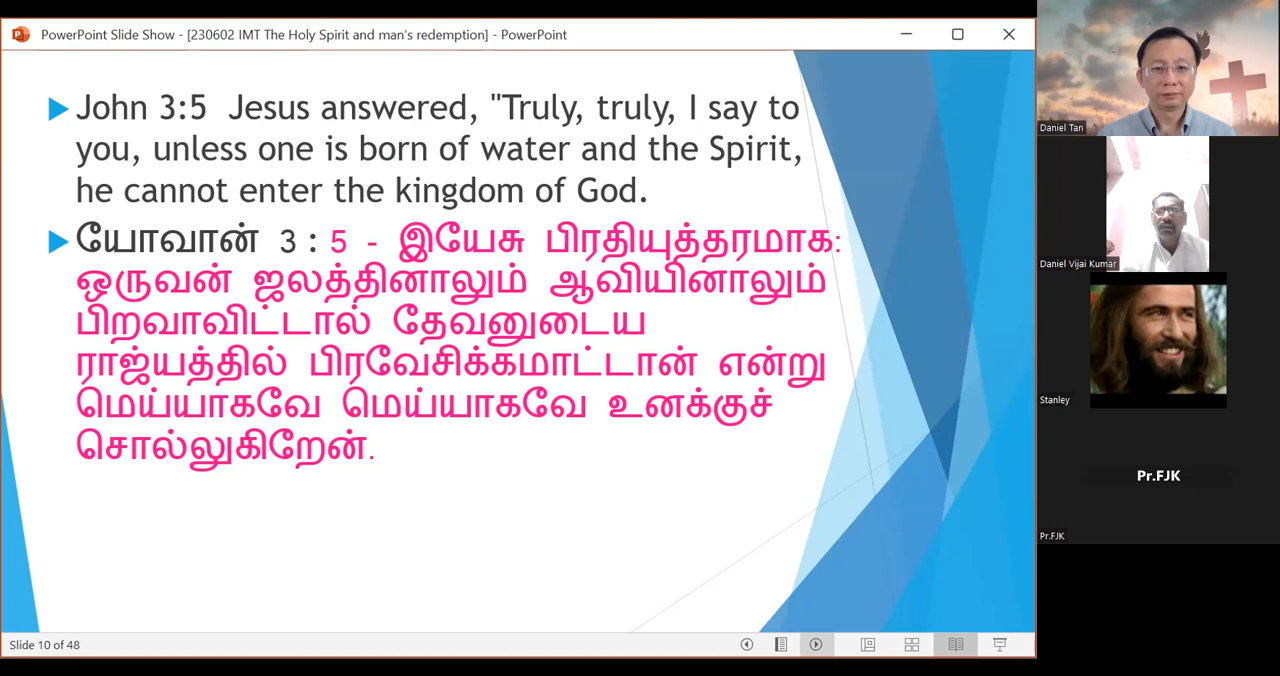 PowerPoint Slide Show - [230602 IMT The Holy Spirit and man's redemption] - PowerPoint
John 3:5 Jesus answered, "Truly, truly, I say to
you, unless one is born of water and the Spirit,
he cannot enter the kingdom of God.
யோவான் 3 : 5 - இயேசு பிரதியுத்தரமாக:
ஒருவன் ஜலத்தினாலும் ஆவியினாலும்
பிறவாவிட்டால் தேவனுடைய
ராஜ்யத்தில் பிரவேசிக்கமாட்டான் என்று
மெய்யாகவே மெய்யாகவே உனக்குச்
சொல்லுகிறேன்.
Slide 10 of 48
Daniel Tan
Daniel Vijai Kumar
Stanley
Pr.FJK
Pr.FJK